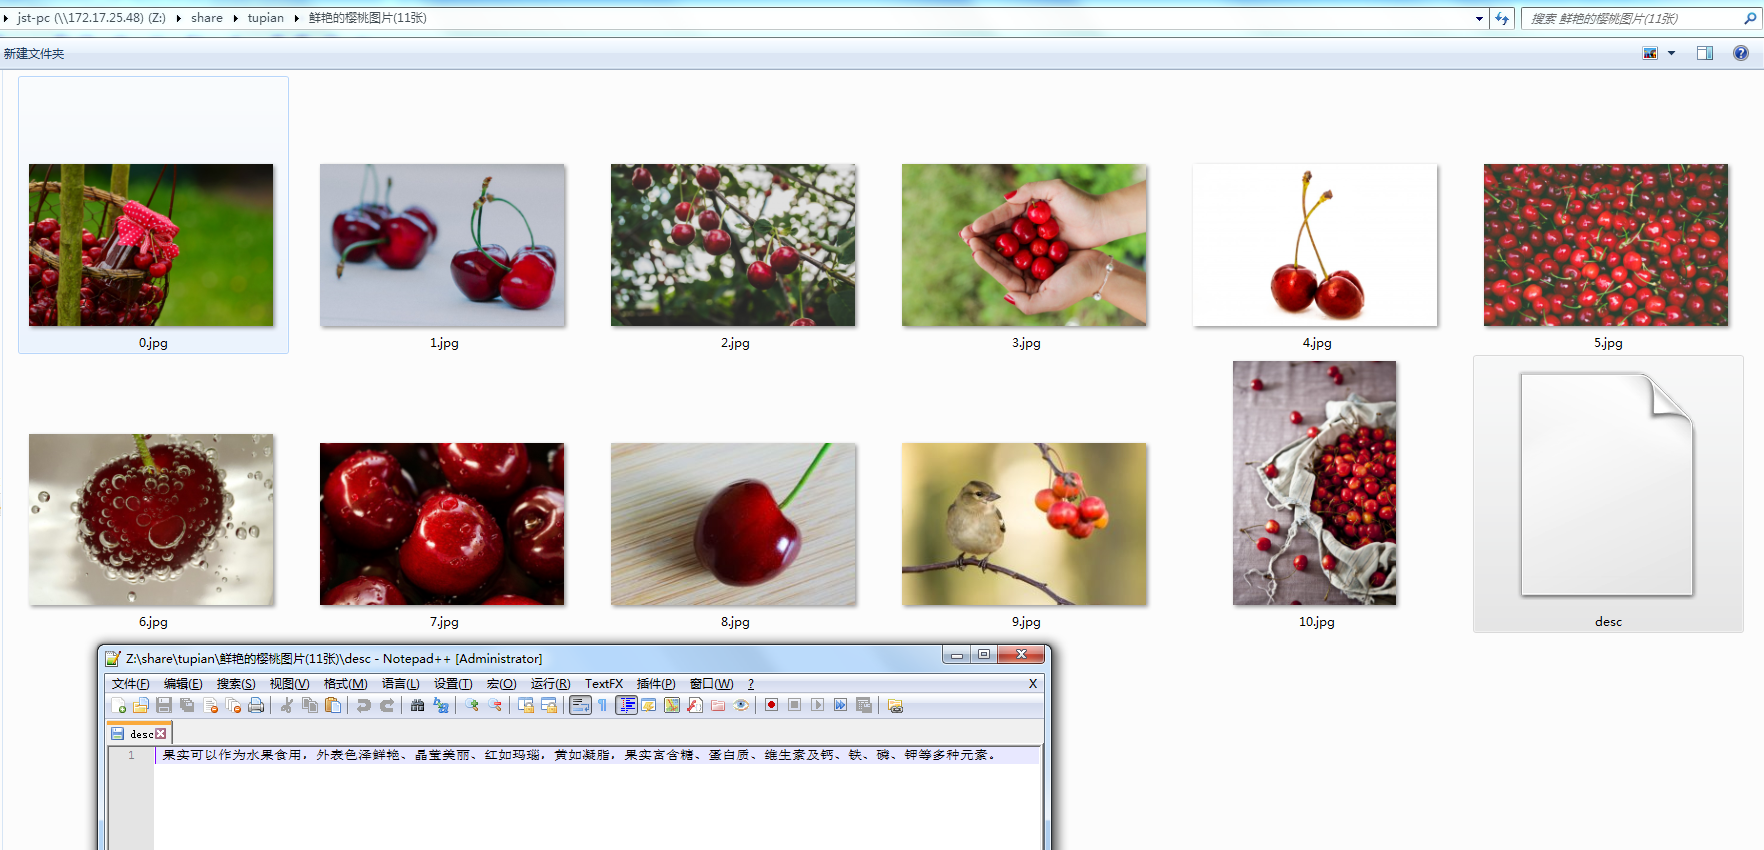 jst-pc (\\172.17.25.48) (Z:) share tupian 鲜艳的樱桃图片(11张) 搜索 鲜艳的樱桃图片(11张)
新建文件夹
0.jpg 1.jpg 2.jpg 3.jpg 4.jpg 5.jpg
6.jpg 7.jpg 8.jpg 9.jpg 10.jpg desc
Z:\share\tupian\鲜艳的樱桃图片(11张)\desc - Notepad++ [Administrator]
文件(F) 编辑(E) 搜索(S) 视图(V) 格式(M) 语言(L) 设置(T) 宏(O) 运行(R) TextFX 插件(P) 窗口(W) ? X
desc
1 果实可以作为水果食用，外表色泽鲜艳、晶莹美丽、红如玛瑙，黄如凝脂，果实富含糖、蛋白质、维生素及钙、铁、磷、钾等多种元素。